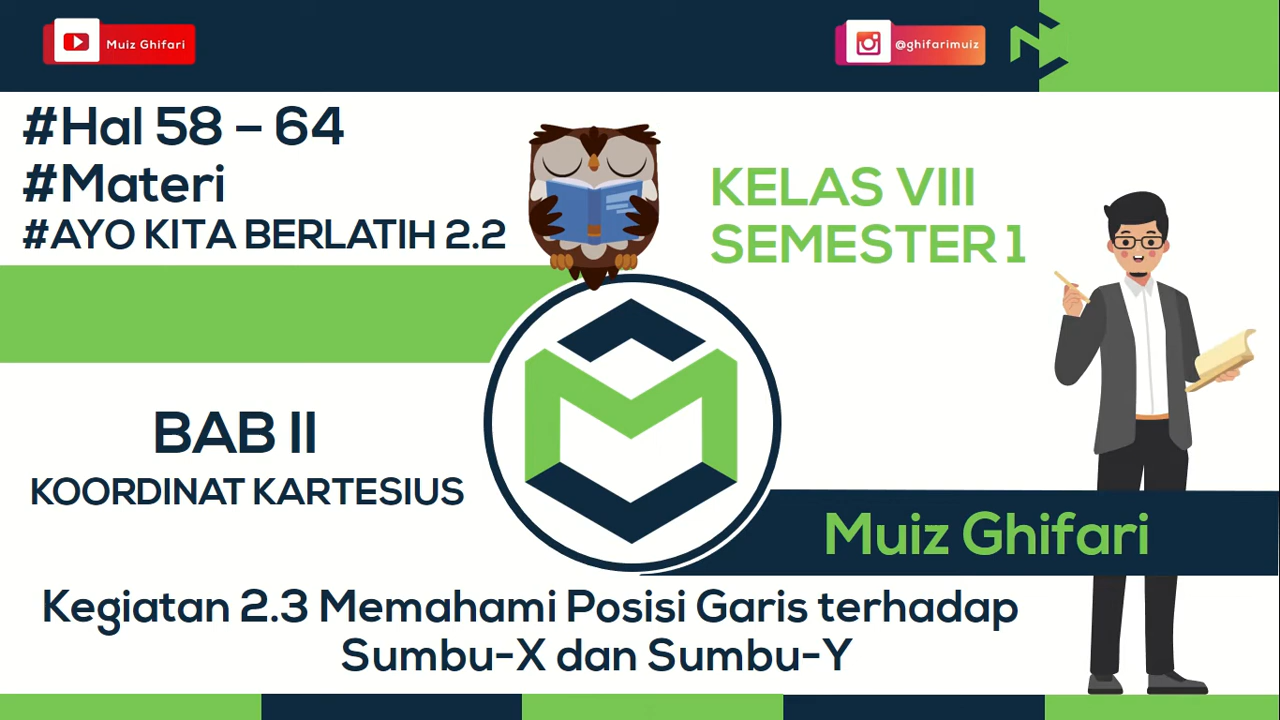 Muiz Ghifari
@ghifarimuiz
#Hal 58 – 64
#Materi
#AYO KITA BERLATIH 2.2
KELAS VIII
SEMESTER 1
BAB II
KOORDINAT KARTESIUS
Muiz Ghifari
Kegiatan 2.3 Memahami Posisi Garis terhadap
Sumbu-X dan Sumbu-Y